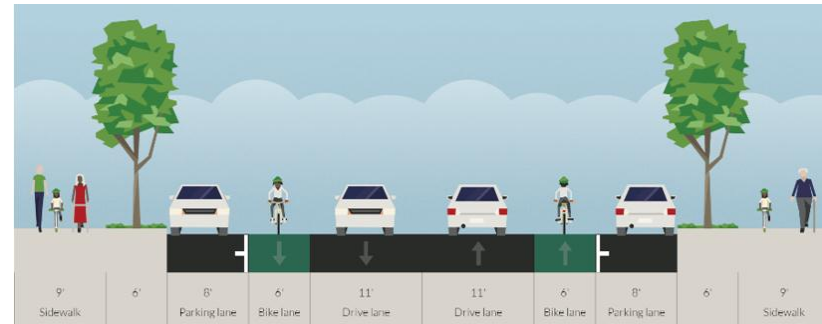 9' 6' 8' 6' 11' 11' 6' 8' 6' 9'
Sidewalk Parking lane Bike lane Drive lane Drive lane Bike lane Parking lane Sidewalk